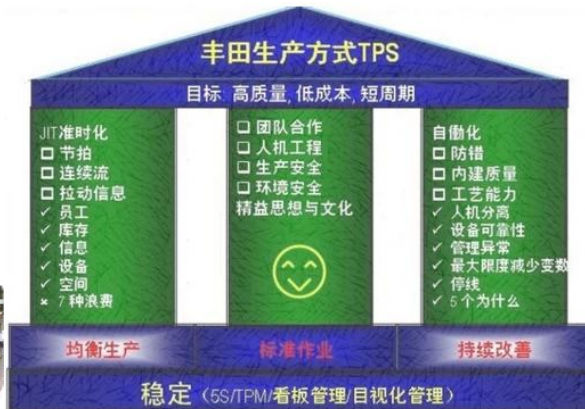 丰田生产方式TPS
目标 高质量, 低成本, 短周期
JIT准时化
节拍
连续流
拉动信息
✓ 员工
✓ 库存
✓ 信息
✓ 设备
✓ 空间
× 7 种浪费
团队合作
人机工程
生产安全
环境安全
精益思想与文化
自働化
防错
内建质量
工艺能力
✓ 人机分离
✓ 设备可靠性
✓ 管理异常
✓ 最大限度减少变数
✓ 停线
✓ 5 个为什么
均衡生产
标准作业
持续改善
稳定（5S/TPM/看板管理/目视化管理）